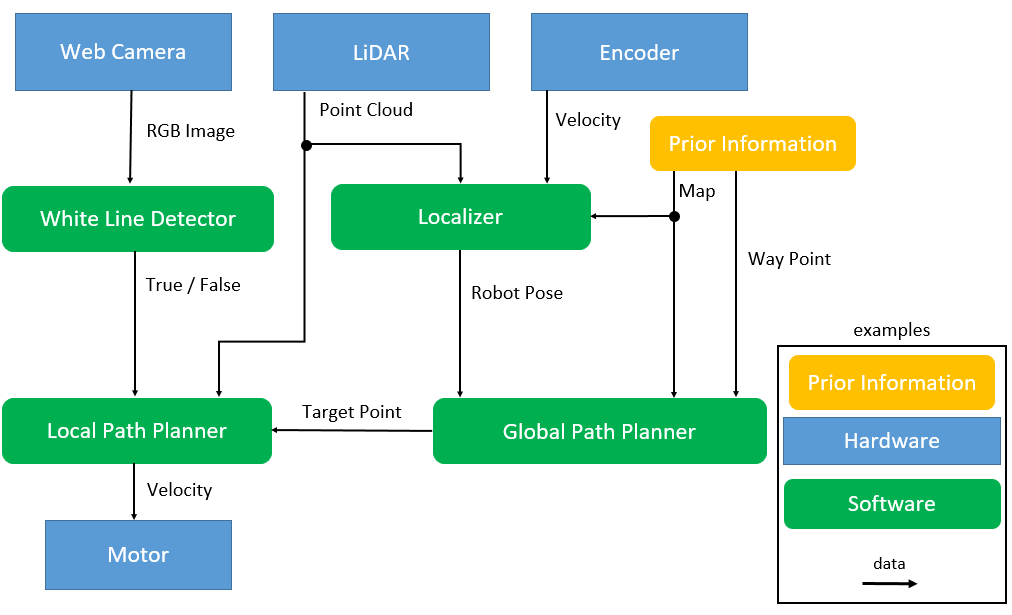 Web Camera
LiDAR
Encoder
Point Cloud
Velocity
RGB Image
Prior Information
Map
White Line Detector
Localizer
Way Point
True / False
Robot Pose
examples
Prior Information
Target Point
Local Path Planner
Global Path Planner
Hardware
Velocity
Software
Motor
data